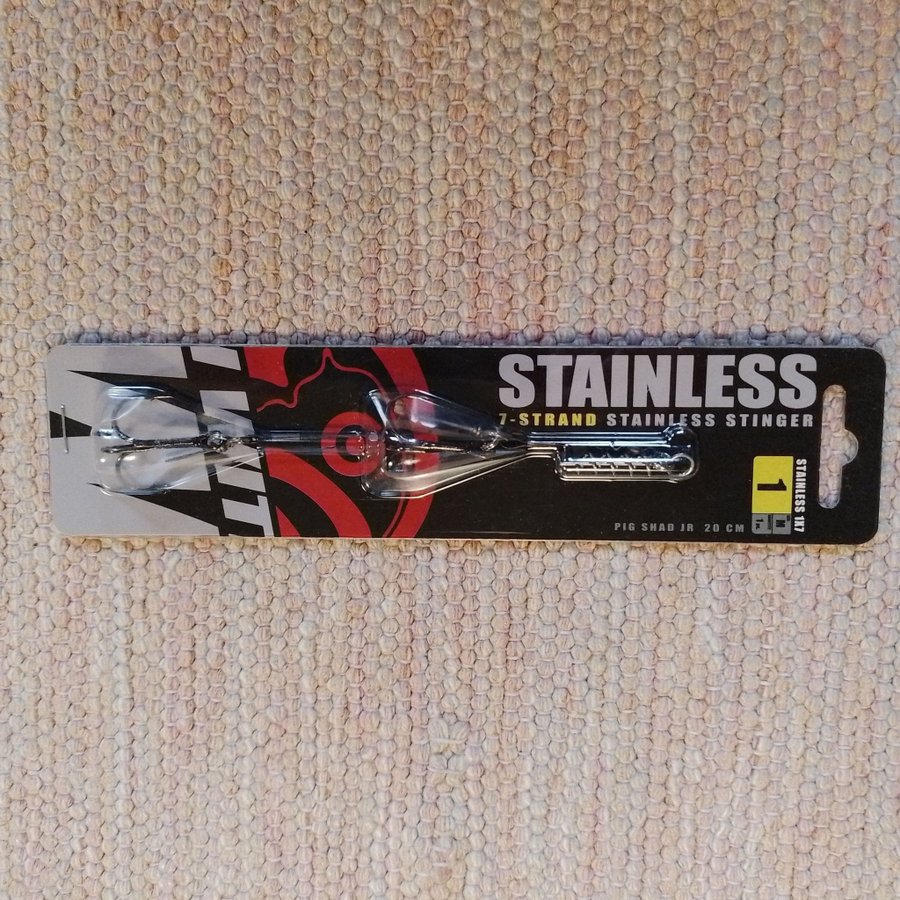 STAINLESS
7-STRAND STAINLESS STINGER
STAINLESS 1X7
1
PIG SHAD JR 20 CM